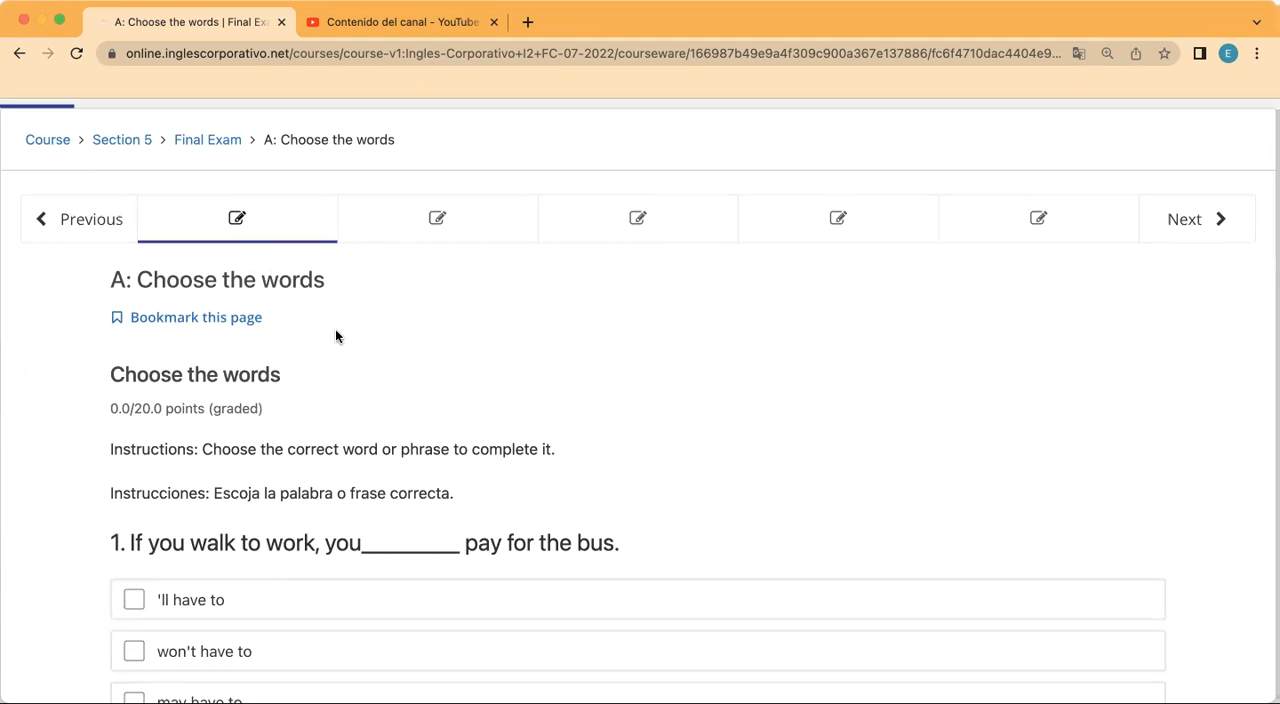 A: Choose the words | Final Exa
Contenido del canal - YouTube
online.inglescorporativo.net/courses/course-v1:Ingles-Corporativo+I2+FC-07-2022/courseware/166987b49e9a4f309c900a367e137886/fc6f4710dac4404e9...
E
Course > Section 5 > Final Exam > A: Choose the words
Previous
Next
A: Choose the words
Bookmark this page
Choose the words
0.0/20.0 points (graded)
Instructions: Choose the correct word or phrase to complete it.
Instrucciones: Escoja la palabra o frase correcta.
1. If you walk to work, you_________ pay for the bus.
'll have to
won't have to
may have to